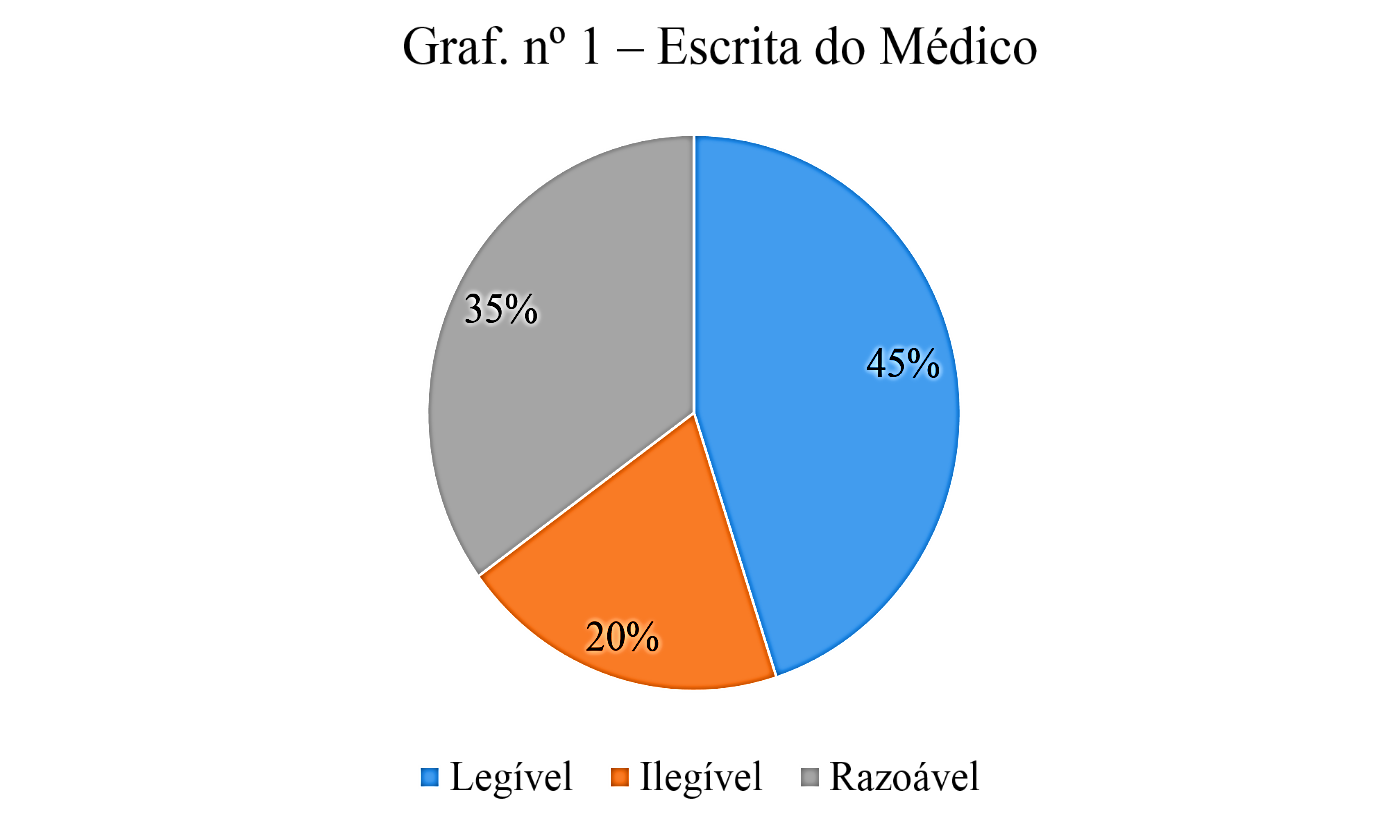 Graf. nº 1 – Escrita do Médico
35%
45%
20%
Legível Ilegível Razoável